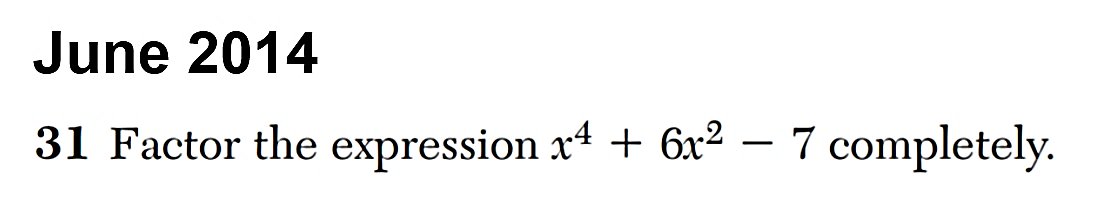 June 2014
31 Factor the expression x⁴ + 6x² − 7 completely.